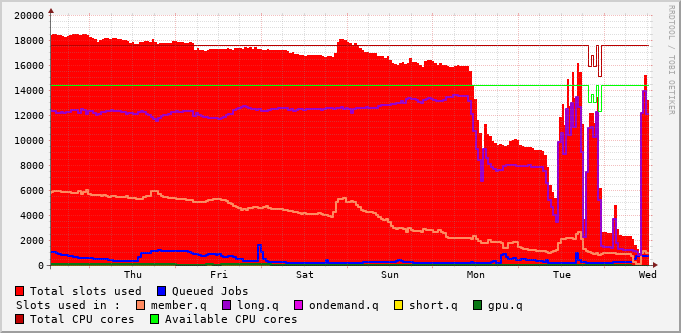 20000
18000
16000
14000
12000
10000
8000
6000
4000
2000
0
Thu Fri Sat Sun Mon Tue Wed
RRDTOOL / TOBI OETIKER
Total slots used Queued Jobs
Slots used in : member.q long.q ondemand.q short.q gpu.q
Total CPU cores Available CPU cores